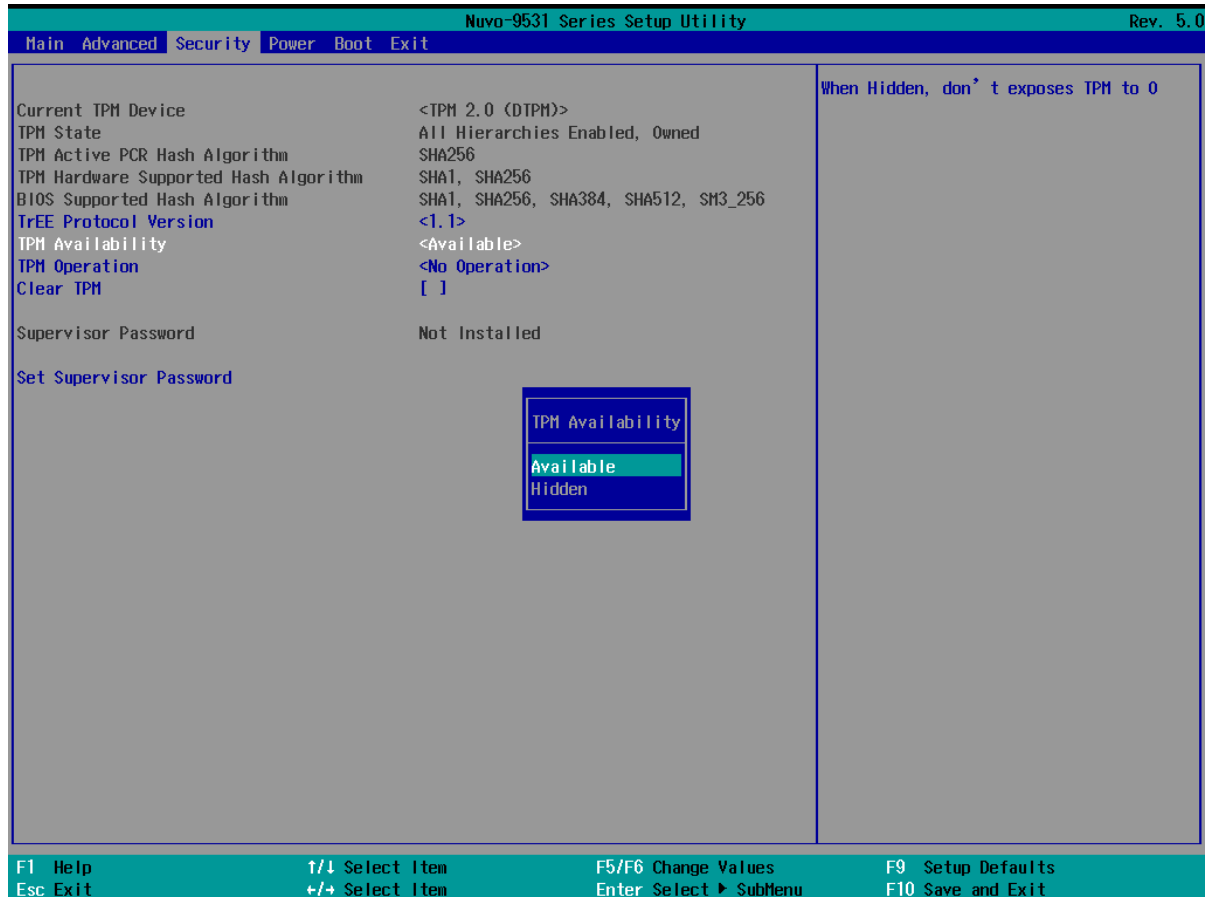 Nuvo-9531 Series Setup Utility Rev. 5.0
Main Advanced Security Power Boot Exit
When Hidden, don’t exposes TPM to O
Current TPM Device <TPM 2.0 (DTPM)>
TPM State All Hierarchies Enabled, Owned
TPM Active PCR Hash Algorithm SHA256
TPM Hardware Supported Hash Algorithm SHA1, SHA256
BIOS Supported Hash Algorithm SHA1, SHA256, SHA384, SHA512, SM3_256
TrEE Protocol Version <1.1>
TPM Availability <Available>
TPM Operation <No Operation>
Clear TPM [ ]
Supervisor Password Not Installed
Set Supervisor Password
TPM Availability
Available
Hidden
F1 Help ↑/↓ Select Item F5/F6 Change Values F9 Setup Defaults
Esc Exit ←/→ Select Item Enter Select ▶ SubMenu F10 Save and Exit